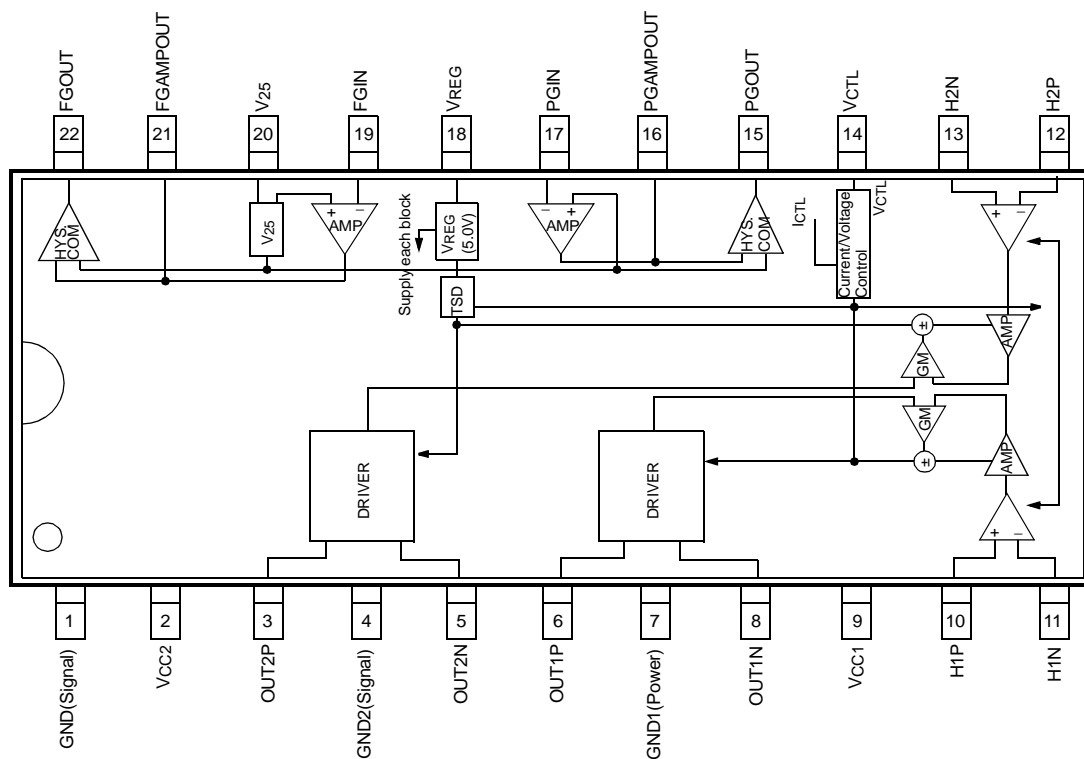 FGOUT
FGAMPOUT
V25
FGIN
VREG
PGIN
PGAMPOUT
PGOUT
VCTL
H2N
H2P
22
21
20
19
18
17
16
15
14
13
12
HYS.
COM
V25
+
−
AMP
Supply each block
VREG
(5.0V)
TSD
−
+
AMP
HYS.
COM
ICTL
Current/Voltage
Control
VCTL
+
−
AMP
±
GM
GM
±
AMP
+
−
DRIVER
DRIVER
1
2
3
4
5
6
7
8
9
10
11
GND(Signal)
VCC2
OUT2P
GND2(Signal)
OUT2N
OUT1P
GND1(Power)
OUT1N
VCC1
H1P
H1N